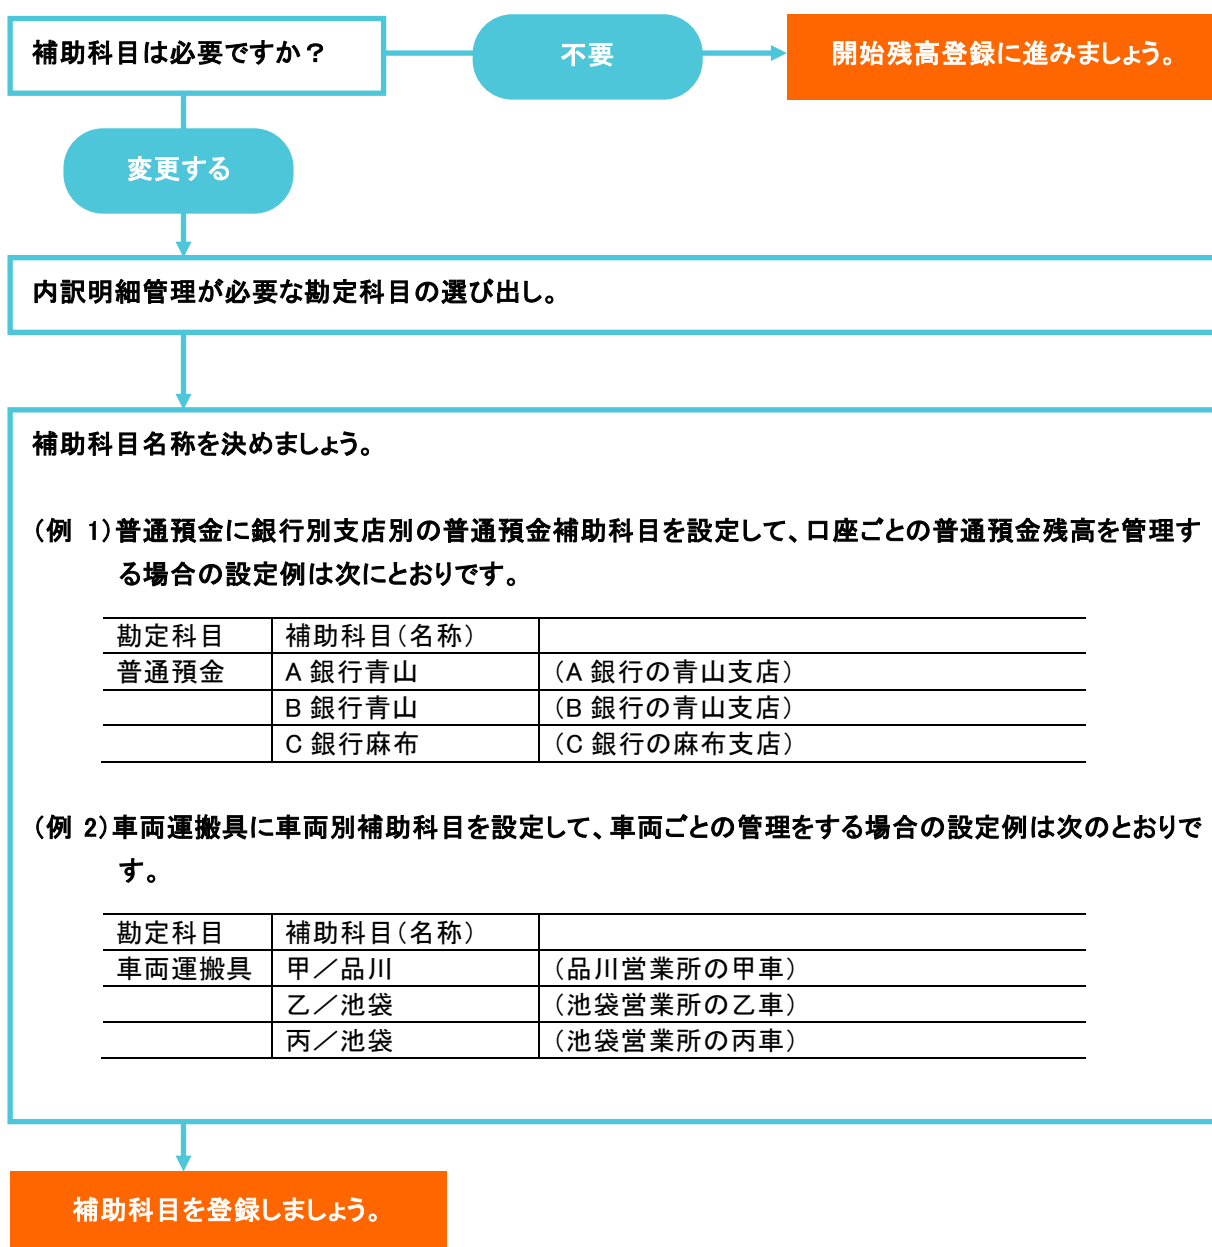 補助科目は必要ですか？
不要
開始残高登録に進みましょう。
変更する
内訳明細管理が必要な勘定科目の選び出し。
補助科目名称を決めましょう。
（例 1）普通預金に銀行別支店別の普通預金補助科目を設定して、口座ごとの普通預金残高を管理す
る場合の設定例は次にとおりです。
勘定科目 補助科目（名称）
普通預金 A 銀行青山 （A 銀行の青山支店）
B 銀行青山 （B 銀行の青山支店）
C 銀行麻布 （C 銀行の麻布支店）
（例 2）車両運搬具に車両別補助科目を設定して、車両ごとの管理をする場合の設定例は次のとおりで
す。
勘定科目 補助科目（名称）
車両運搬具 甲／品川 （品川営業所の甲車）
乙／池袋 （池袋営業所の乙車）
丙／池袋 （池袋営業所の丙車）
補助科目を登録しましょう。